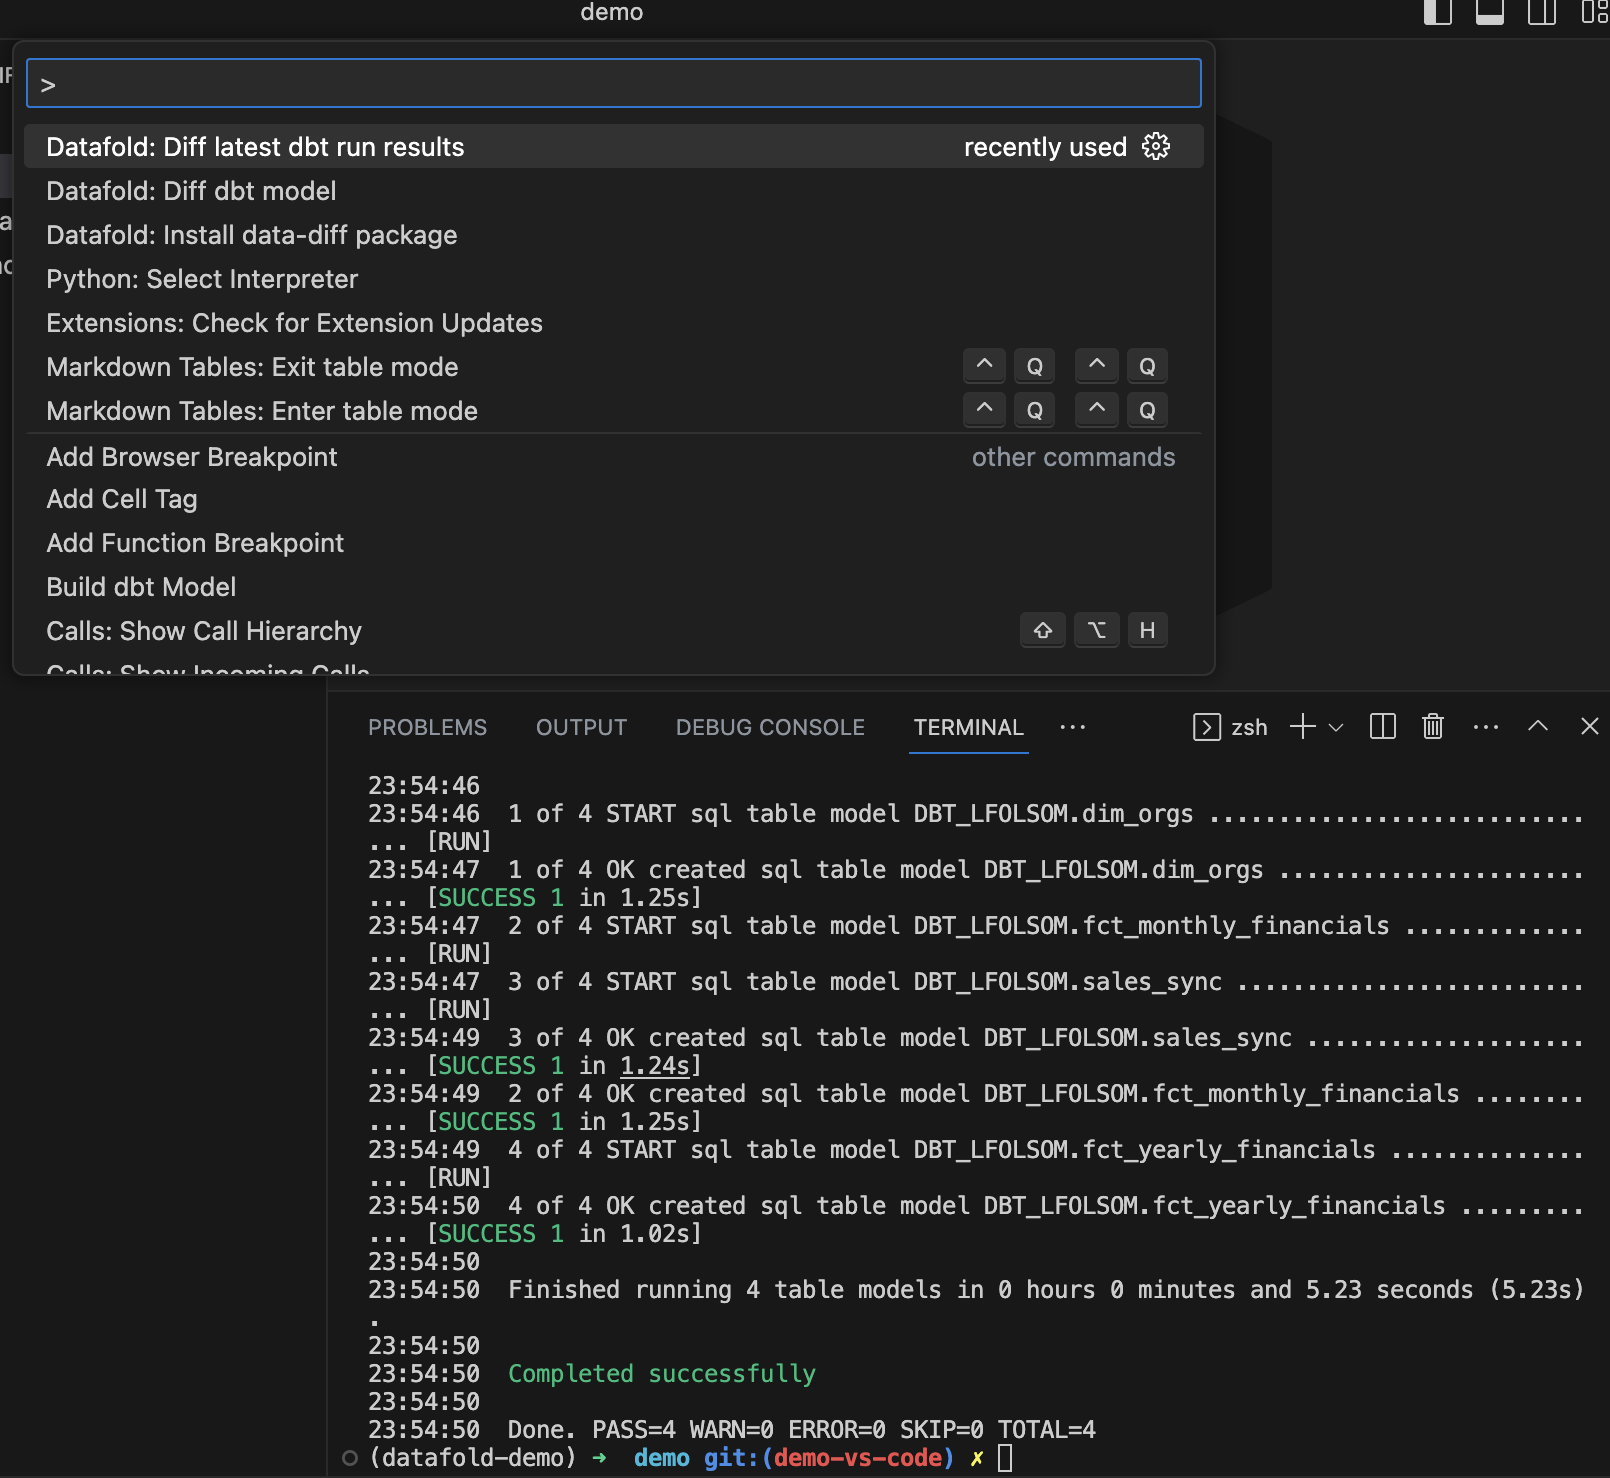 demo
>
Datafold: Diff latest dbt run results recently used
Datafold: Diff dbt model
Datafold: Install data-diff package
Python: Select Interpreter
Extensions: Check for Extension Updates
Markdown Tables: Exit table mode ^ Q ^ Q
Markdown Tables: Enter table mode ^ Q ^ Q
Add Browser Breakpoint other commands
Add Cell Tag
Add Function Breakpoint
Build dbt Model
Calls: Show Call Hierarchy ⇧ ⌥ H
Calls: Show Incoming Calls
PROBLEMS OUTPUT DEBUG CONSOLE TERMINAL ··· zsh
23:54:46
23:54:46  1 of 4 START sql table model DBT_LFOLSOM.dim_orgs ...........................
... [RUN]
23:54:47  1 of 4 OK created sql table model DBT_LFOLSOM.dim_orgs ......................
... [SUCCESS 1 in 1.25s]
23:54:47  2 of 4 START sql table model DBT_LFOLSOM.fct_monthly_financials .............
... [RUN]
23:54:47  3 of 4 START sql table model DBT_LFOLSOM.sales_sync .........................
... [RUN]
23:54:49  3 of 4 OK created sql table model DBT_LFOLSOM.sales_sync ....................
... [SUCCESS 1 in 1.24s]
23:54:49  2 of 4 OK created sql table model DBT_LFOLSOM.fct_monthly_financials ........
... [SUCCESS 1 in 1.25s]
23:54:49  4 of 4 START sql table model DBT_LFOLSOM.fct_yearly_financials ..............
... [RUN]
23:54:50  4 of 4 OK created sql table model DBT_LFOLSOM.fct_yearly_financials .........
... [SUCCESS 1 in 1.02s]
23:54:50
23:54:50  Finished running 4 table models in 0 hours 0 minutes and 5.23 seconds (5.23s)
.
23:54:50
23:54:50  Completed successfully
23:54:50
23:54:50  Done. PASS=4 WARN=0 ERROR=0 SKIP=0 TOTAL=4
(datafold-demo) ➜  demo git:(demo-vs-code) ✗